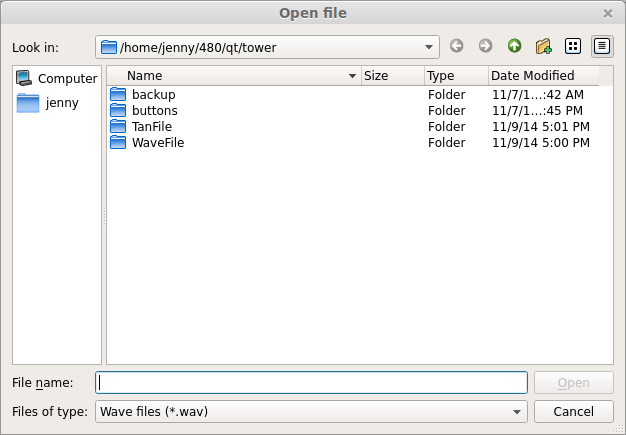 Open file
Look in: /home/jenny/480/qt/tower
Computer
jenny
Name Size Type Date Modified
backup Folder 11/7/1...:42 AM
buttons Folder 11/7/1...:45 PM
TanFile Folder 11/9/14 5:01 PM
WaveFile Folder 11/9/14 5:00 PM
File name: Open
Files of type: Wave files (*.wav) Cancel